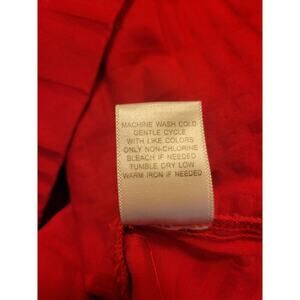 MACHINE WASH COLD
GENTLE CYCLE
WITH LIKE COLORS
ONLY NON-CHLORINE
BLEACH IF NEEDED
TUMBLE DRY LOW
WARM IRON IF NEEDED